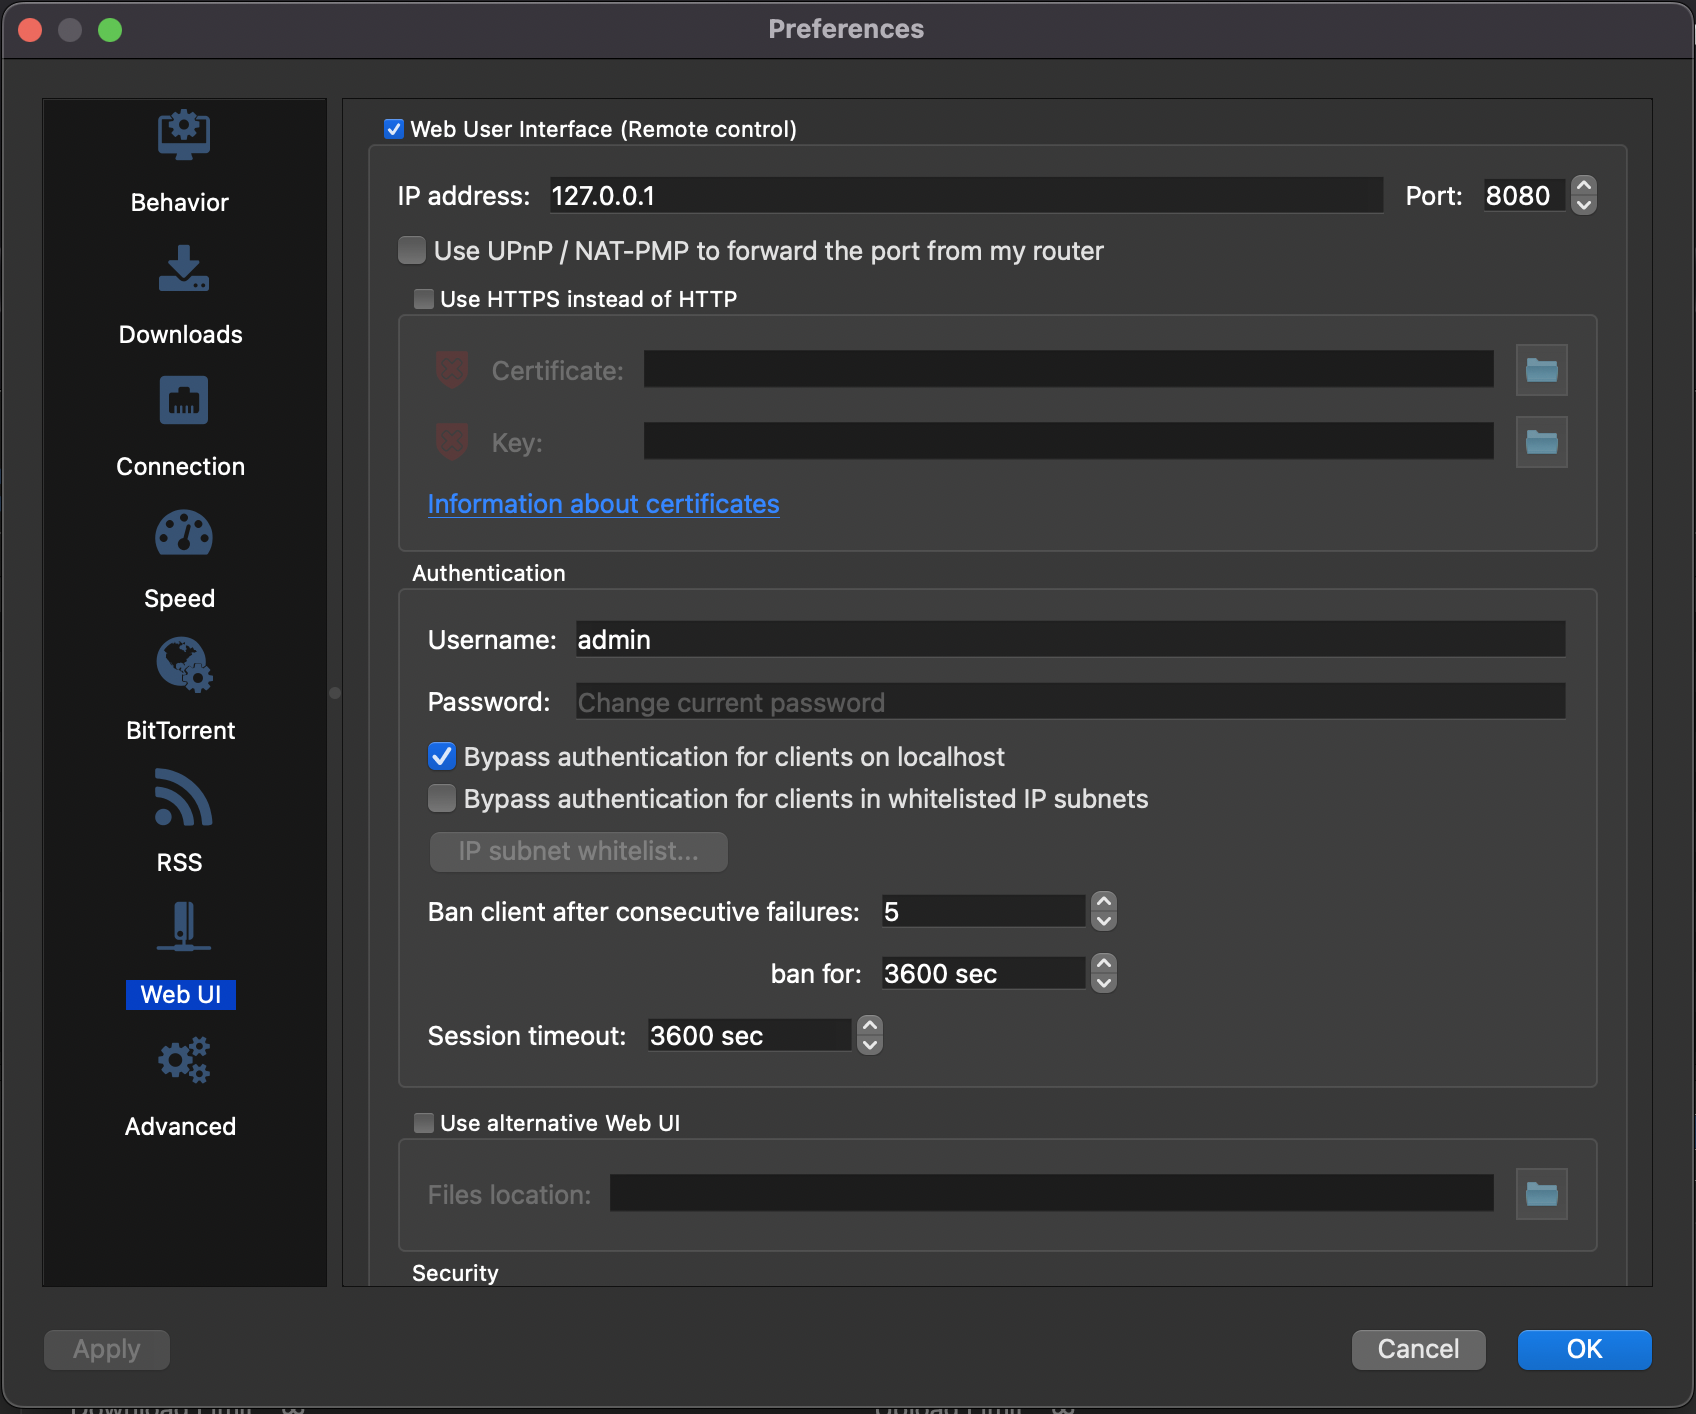 Preferences
Behavior
Downloads
Connection
Speed
BitTorrent
RSS
Web UI
Advanced
Web User Interface (Remote control)
IP address: 127.0.0.1 Port: 8080
Use UPnP / NAT-PMP to forward the port from my router
Use HTTPS instead of HTTP
Certificate:
Key:
Information about certificates
Authentication
Username: admin
Password: Change current password
Bypass authentication for clients on localhost
Bypass authentication for clients in whitelisted IP subnets
IP subnet whitelist...
Ban client after consecutive failures: 5
ban for: 3600 sec
Session timeout: 3600 sec
Use alternative Web UI
Files location:
Security
Apply Cancel OK